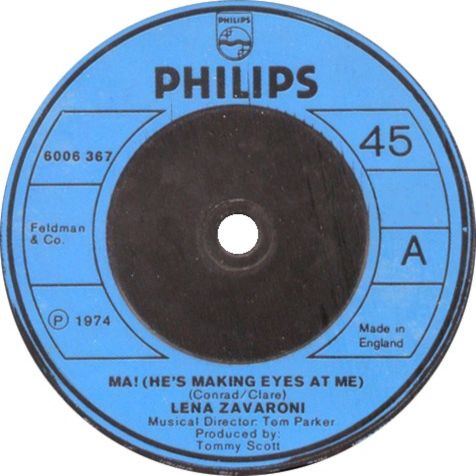 PHILIPS
PHILIPS
6006 367
45
Feldman
& Co.
A
℗ 1974
Made in
England
MA! (HE'S MAKING EYES AT ME)
(Conrad/Clare)
LENA ZAVARONI
Musical Director: Tom Parker
Produced by:
Tommy Scott